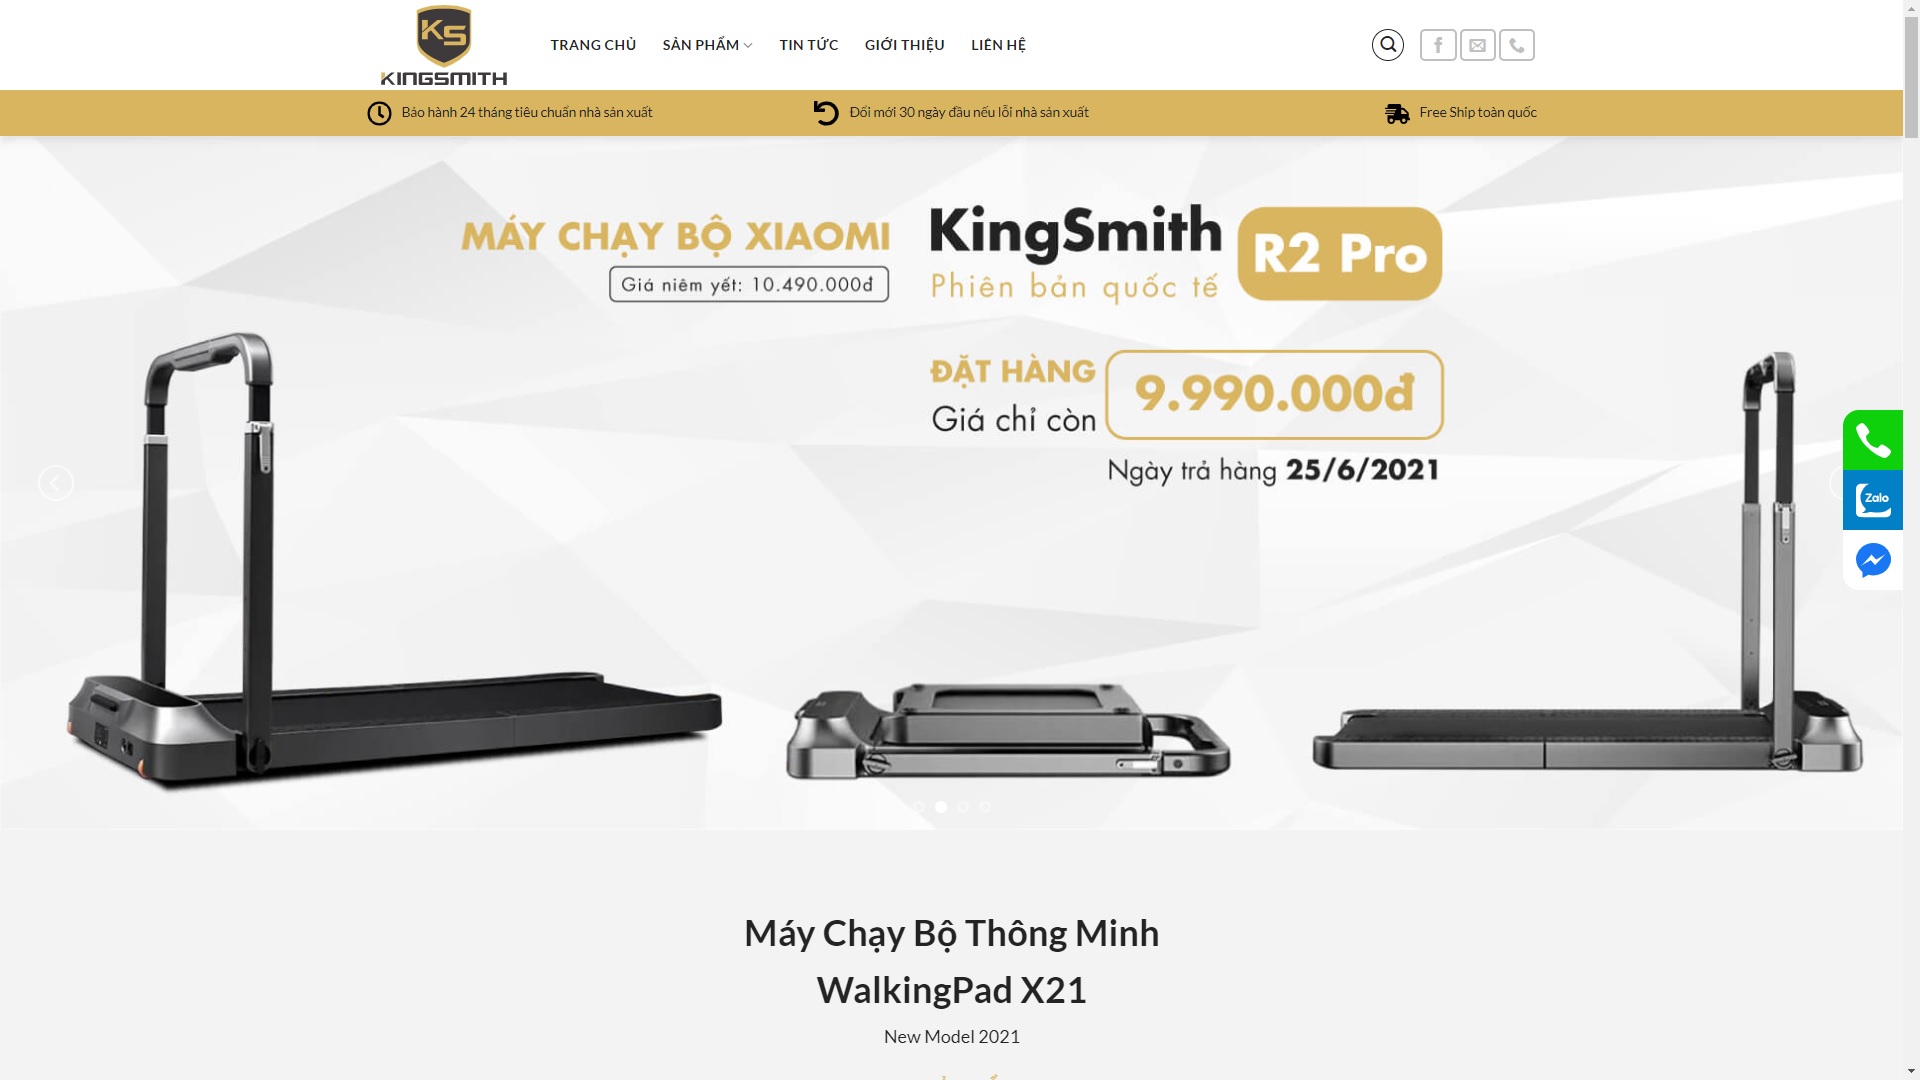 KS
KINGSMITH
TRANG CHỦ
SẢN PHẨM
TIN TỨC
GIỚI THIỆU
LIÊN HỆ
Bảo hành 24 tháng tiêu chuẩn nhà sản xuất
Đổi mới 30 ngày đầu nếu lỗi nhà sản xuất
Free Ship toàn quốc
MÁY CHẠY BỘ XIAOMI
Giá niêm yết: 10.490.000đ
KingSmith
Phiên bản quốc tế
R2 Pro
ĐẶT HÀNG
Giá chỉ còn
9.990.000đ
Ngày trả hàng 25/6/2021
Zalo
Máy Chạy Bộ Thông Minh
WalkingPad X21
New Model 2021